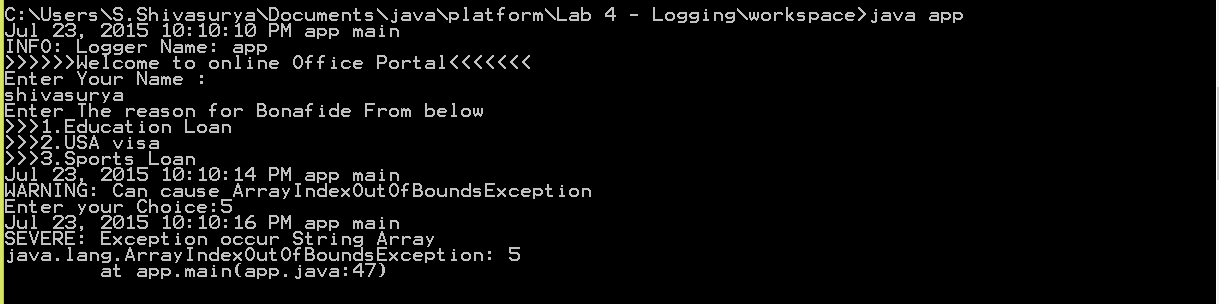 C:\Users\S.Shivasurya\Documents\java\platform\Lab 4 - Logging\workspace>java app
Jul 23, 2015 10:10:10 PM app main
INFO: Logger Name: app
>>>>>>Welcome to online Office Portal<<<<<<<
Enter Your Name :
shivasurya
Enter The reason for Bonafide From below
>>>1.Education Loan
>>>2.USA visa
>>>3.Sports Loan
Jul 23, 2015 10:10:14 PM app main
WARNING: Can cause ArrayIndexOutOfBoundsException
Enter your Choice:5
Jul 23, 2015 10:10:16 PM app main
SEVERE: Exception occur String Array
java.lang.ArrayIndexOutOfBoundsException: 5
        at app.main(app.java:47)